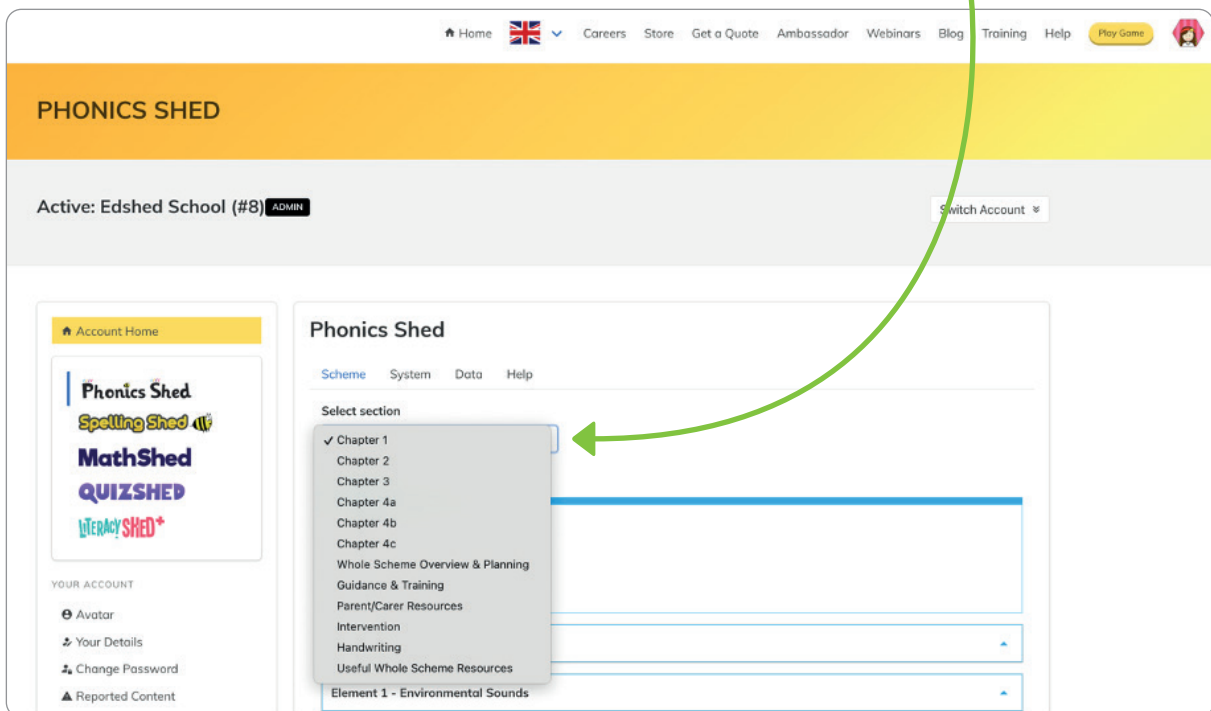 Home Careers Store Get a Quote Ambassador Webinars Blog Training Help Play Game
PHONICS SHED
Active: Edshed School (#8) ADMIN
Switch Account
Account Home
Phonics Shed
Spelling Shed
MathShed
QUIZSHED
LITERACY SHED+
YOUR ACCOUNT
Avatar
Your Details
Change Password
Reported Content
Phonics Shed
Scheme System Data Help
Select section
✓ Chapter 1
Chapter 2
Chapter 3
Chapter 4a
Chapter 4b
Chapter 4c
Whole Scheme Overview & Planning
Guidance & Training
Parent/Carer Resources
Intervention
Handwriting
Useful Whole Scheme Resources
Element 1 - Environmental Sounds